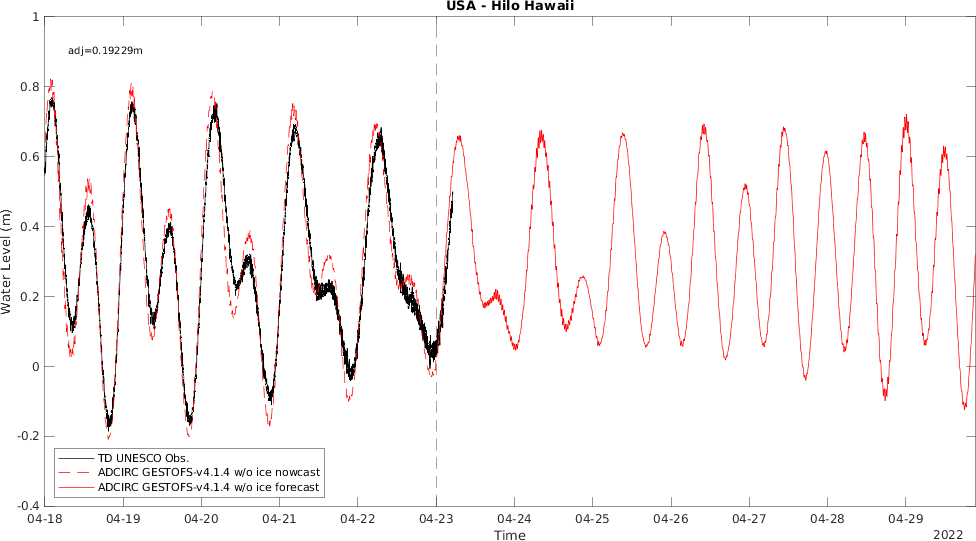 USA - Hilo Hawaii
adj=0.19229m
1
0.8
0.6
0.4
0.2
0
-0.2
-0.4
Water Level (m)
TD UNESCO Obs.
ADCIRC GESTOFS-v4.1.4 w/o ice nowcast
ADCIRC GESTOFS-v4.1.4 w/o ice forecast
04-18 04-19 04-20 04-21 04-22 04-23 04-24 04-25 04-26 04-27 04-28 04-29
Time
2022